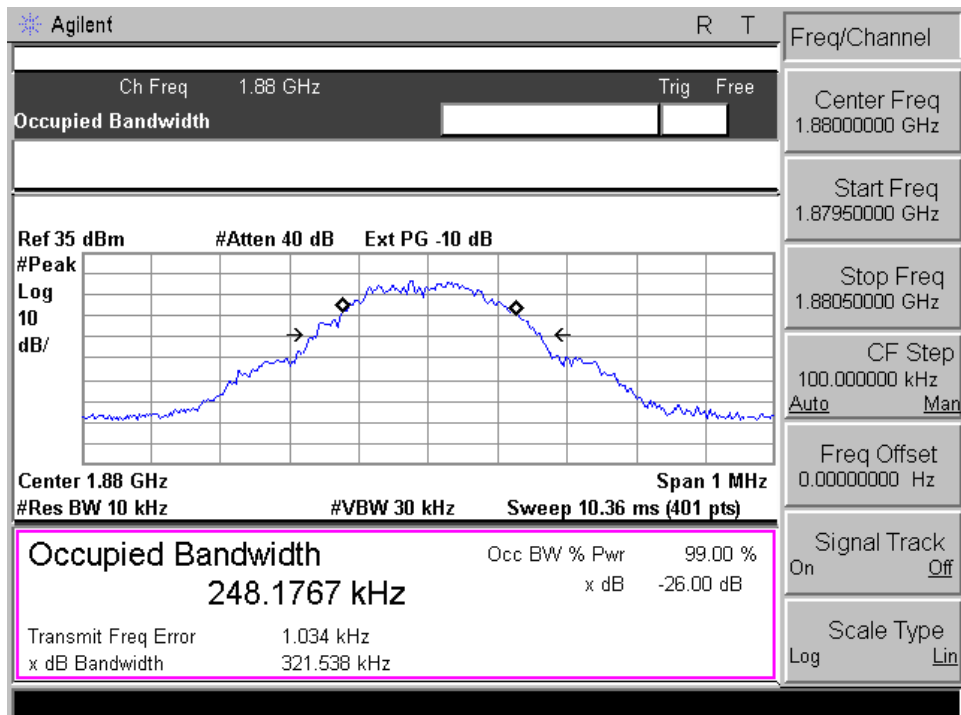 Agilent R T
Ch Freq 1.88 GHz Trig Free
Occupied Bandwidth
Ref 35 dBm #Atten 40 dB Ext PG -10 dB
#Peak
Log
10
dB/
Center 1.88 GHz Span 1 MHz
#Res BW 10 kHz #VBW 30 kHz Sweep 10.36 ms (401 pts)
Occupied Bandwidth
248.1767 kHz
Occ BW % Pwr 99.00 %
x dB -26.00 dB
Transmit Freq Error 1.034 kHz
x dB Bandwidth 321.538 kHz
Freq/Channel
Center Freq
1.88000000 GHz
Start Freq
1.87950000 GHz
Stop Freq
1.88050000 GHz
CF Step
100.000000 kHz
Auto Man
Freq Offset
0.00000000 Hz
Signal Track
On Off
Scale Type
Log Lin